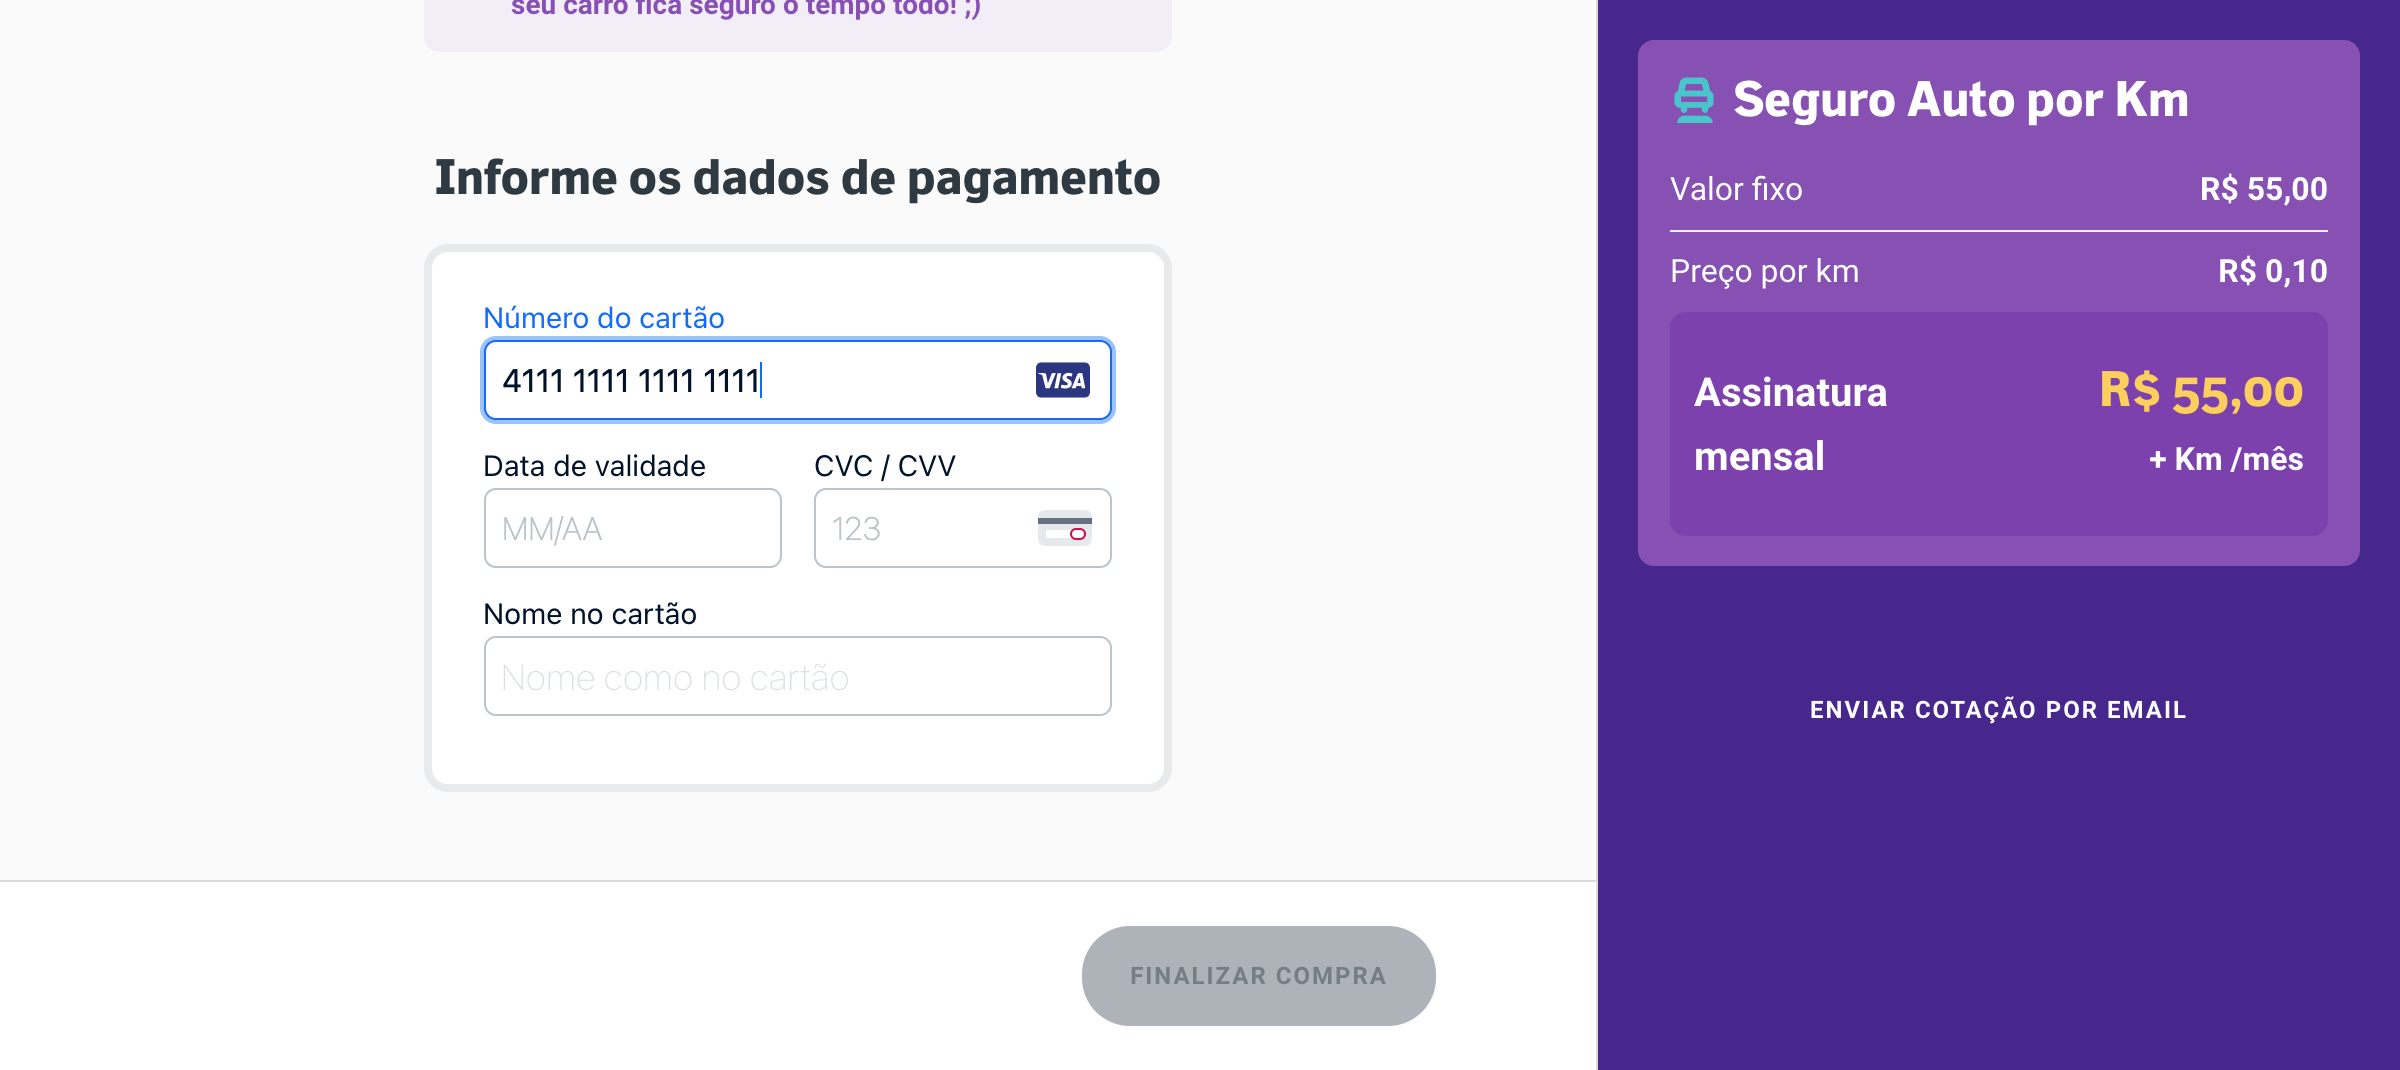 seu carro fica seguro o tempo todo! ;)
Informe os dados de pagamento
Número do cartão
4111 1111 1111 1111
VISA
Data de validade
CVC / CVV
MM/AA
123
Nome no cartão
Nome como no cartão
FINALIZAR COMPRA
Seguro Auto por Km
Valor fixo
R$ 55,00
Preço por km
R$ 0,10
Assinatura mensal
R$ 55,00
+ Km /mês
ENVIAR COTAÇÃO POR EMAIL